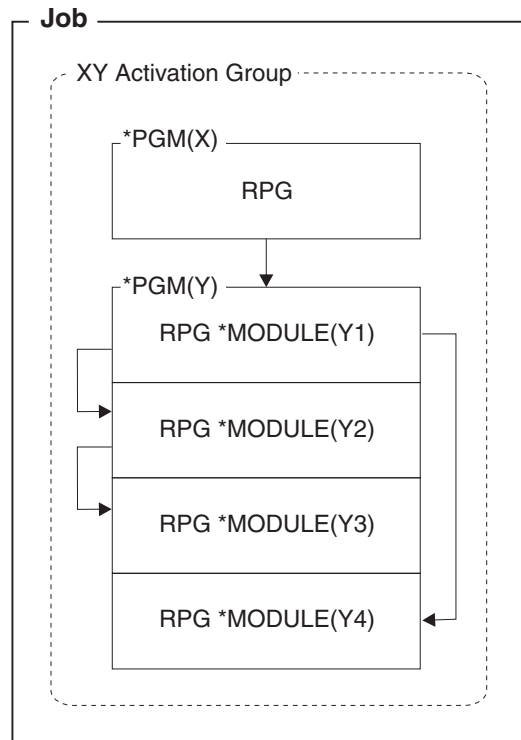 Job
XY Activation Group
*PGM(X)
RPG
*PGM(Y)
RPG *MODULE(Y1)
RPG *MODULE(Y2)
RPG *MODULE(Y3)
RPG *MODULE(Y4)